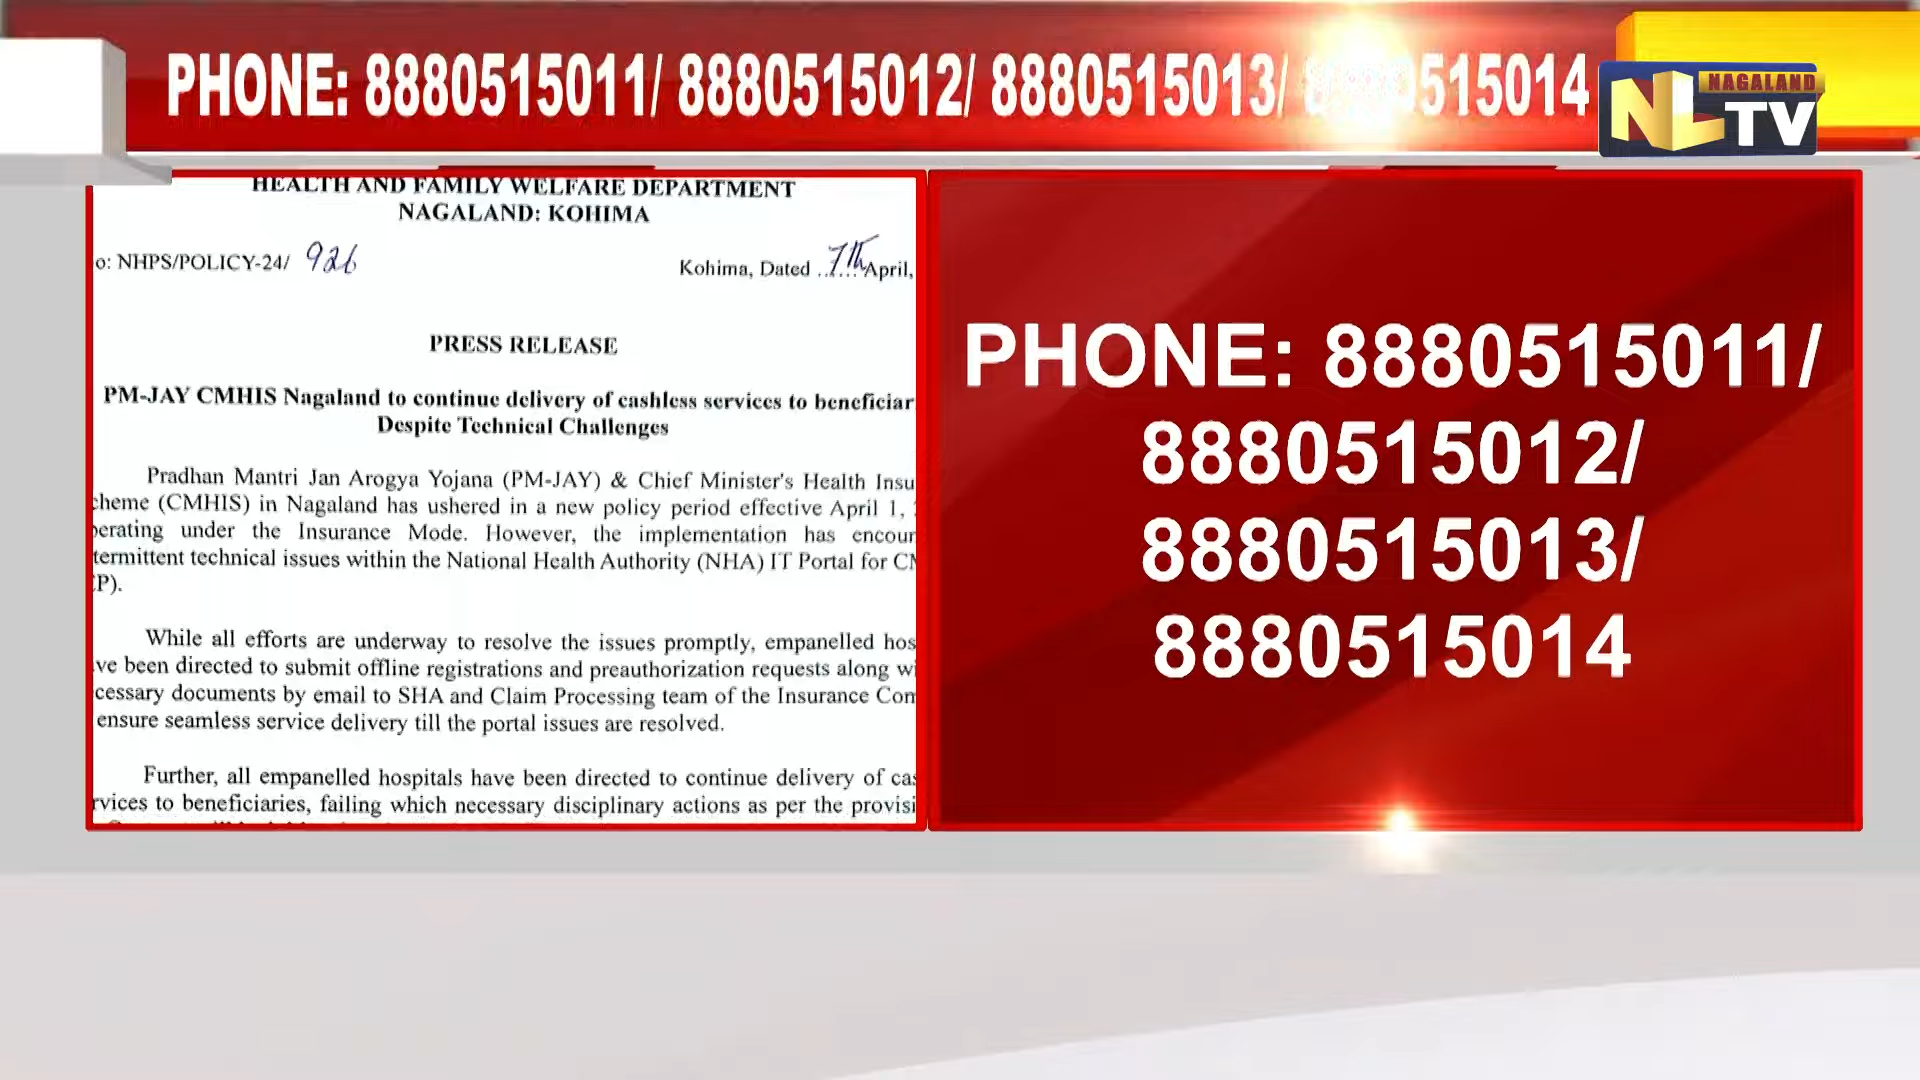 PHONE: 8880515011/ 8880515012/ 8880515013/ 8880515014
NAGALAND
NLTV
HEALTH AND FAMILY WELFARE DEPARTMENT
NAGALAND: KOHIMA
o: NHPS/POLICY-24/ 926 Kohima, Dated ..7th..April,
PRESS RELEASE
PM-JAY CMHIS Nagaland to continue delivery of cashless services to beneficiar
Despite Technical Challenges
Pradhan Mantri Jan Arogya Yojana (PM-JAY) & Chief Minister's Health Insu
cheme (CMHIS) in Nagaland has ushered in a new policy period effective April 1,
perating under the Insurance Mode. However, the implementation has encour
termittent technical issues within the National Health Authority (NHA) IT Portal for CM
P).
While all efforts are underway to resolve the issues promptly, empanelled hos
ve been directed to submit offline registrations and preauthorization requests along wi
cessary documents by email to SHA and Claim Processing team of the Insurance Com
ensure seamless service delivery till the portal issues are resolved.
Further, all empanelled hospitals have been directed to continue delivery of cas
rvices to beneficiaries, failing which necessary disciplinary actions as per the provisi
PHONE: 8880515011/
8880515012/
8880515013/
8880515014